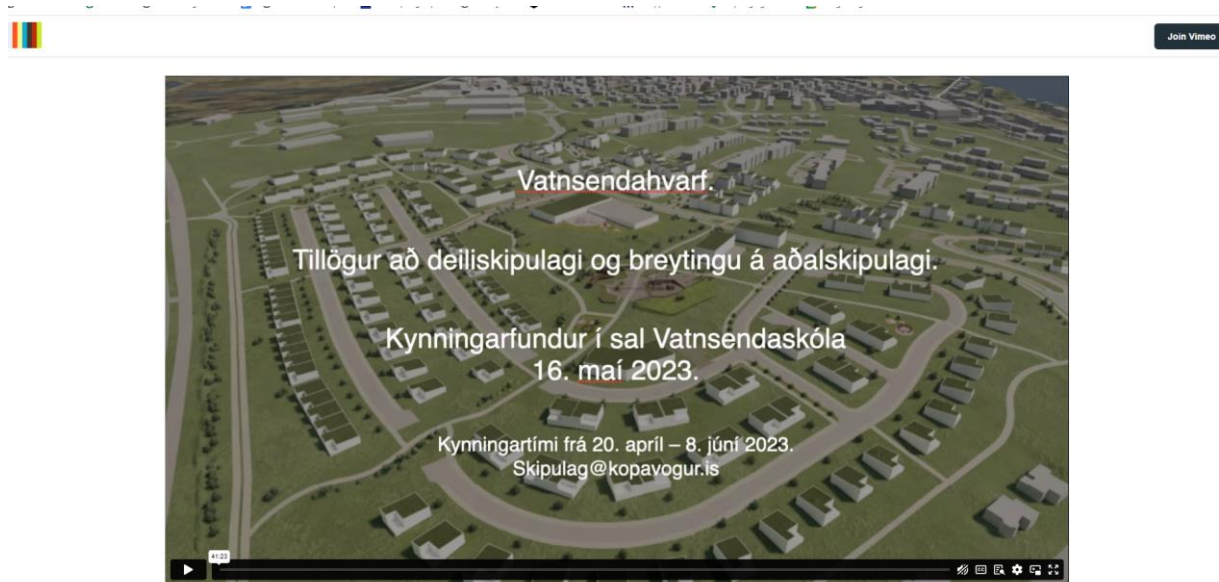 Join Vimeo
Vatnsendahvarf.
Tillögur að deiliskipulagi og breytingu á aðalskipulagi.
Kynningarfundur í sal Vatnsendaskóla
16. maí 2023.
Kynningartími frá 20. apríl – 8. júní 2023.
Skipulag@kopavogur.is
41:23